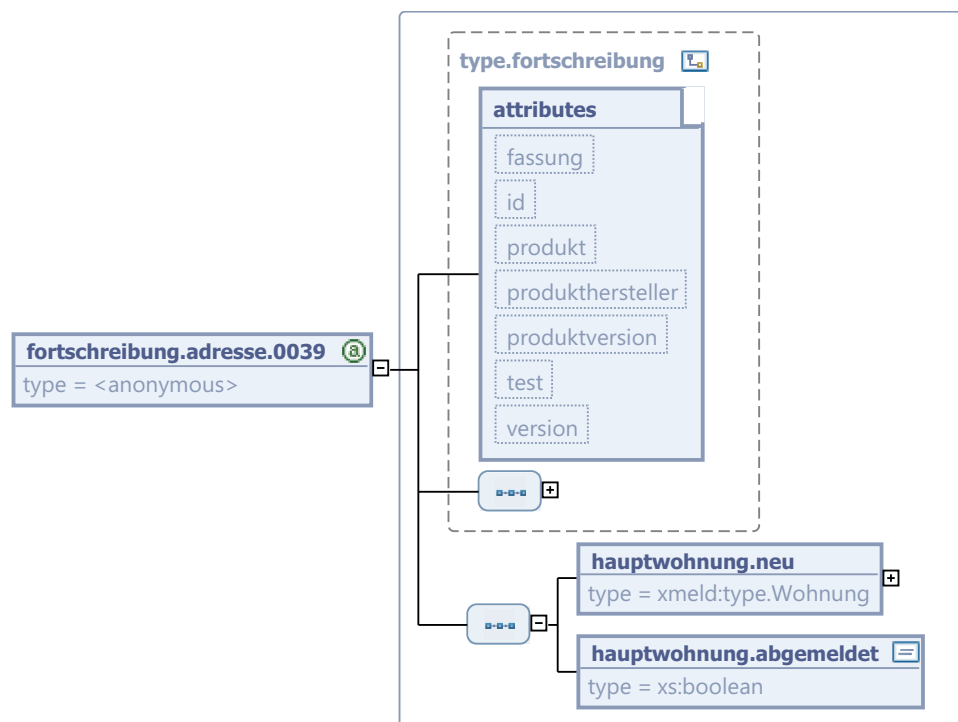 type.fortschreibung
attributes
fassung
id
produkt
produkthersteller
produktversion
test
version
fortschreibung.adresse.0039
type = <anonymous>
hauptwohnung.neu
type = xmeld:type.Wohnung
hauptwohnung.abgemeldet
type = xs:boolean